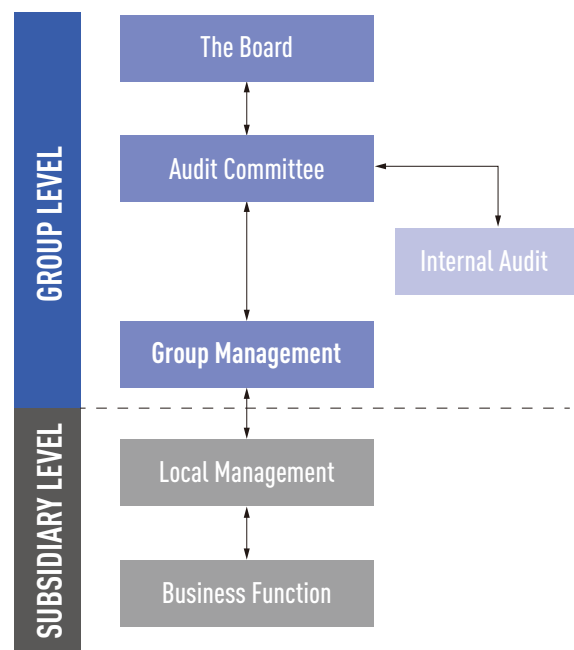 GROUP LEVEL
The Board
Audit Committee
Internal Audit
Group Management
SUBSIDIARY LEVEL
Local Management
Business Function